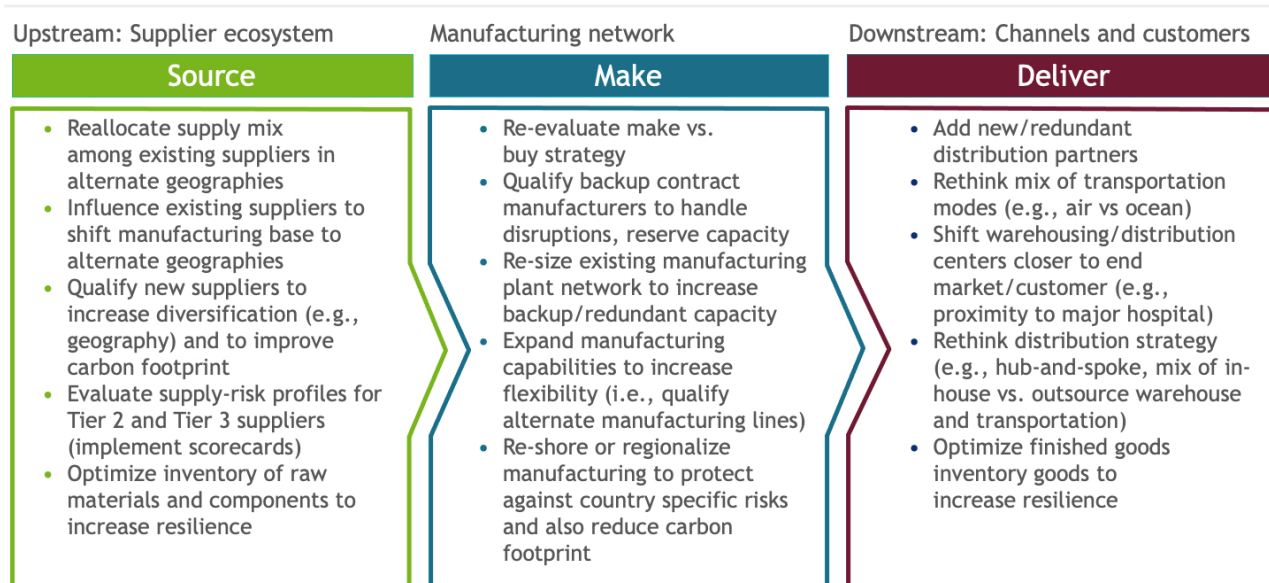 Upstream: Supplier ecosystem
Source
Reallocate supply mix
among existing suppliers in
alternate geographies
Influence existing suppliers to
shift manufacturing base to
alternate geographies
Qualify new suppliers to
increase diversification (e.g.,
geography) and to improve
carbon footprint
Evaluate supply-risk profiles for
Tier 2 and Tier 3 suppliers
(implement scorecards)
Optimize inventory of raw
materials and components to
increase resilience
Manufacturing network
Make
Re-evaluate make vs.
buy strategy
Qualify backup contract
manufacturers to handle
disruptions, reserve capacity
Re-size existing manufacturing
plant network to increase
backup/redundant capacity
Expand manufacturing
capabilities to increase
flexibility (i.e., qualify
alternate manufacturing lines)
Re-shore or regionalize
manufacturing to protect
against country specific risks
and also reduce carbon
footprint
Downstream: Channels and customers
Deliver
Add new/redundant
distribution partners
Rethink mix of transportation
modes (e.g., air vs ocean)
Shift warehousing/distribution
centers closer to end
market/customer (e.g.,
proximity to major hospital)
Rethink distribution strategy
(e.g., hub-and-spoke, mix of in-
house vs. outsource warehouse
and transportation)
Optimize finished goods
inventory goods to
increase resilience